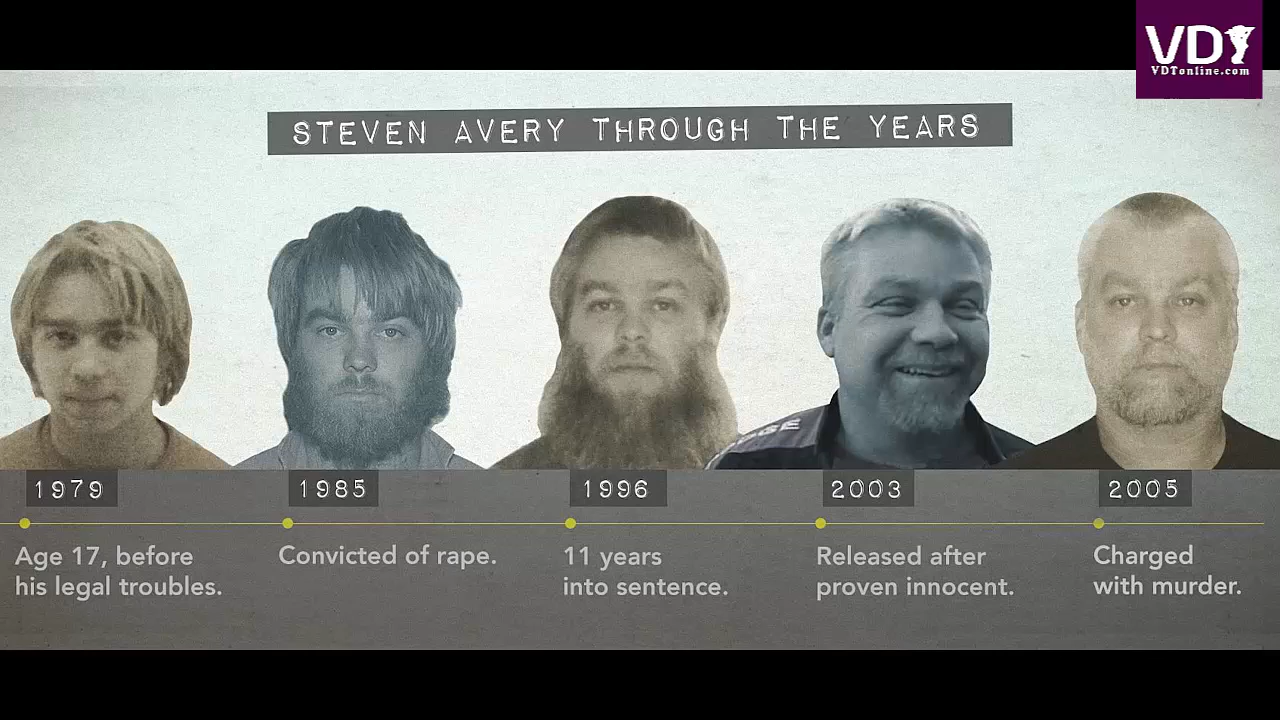 VDT
VDTonline.com
STEVEN AVERY THROUGH THE YEARS
1979
1985
1996
2003
2005
Age 17, before
his legal troubles.
Convicted of rape.
11 years
into sentence.
Released after
proven innocent.
Charged
with murder.